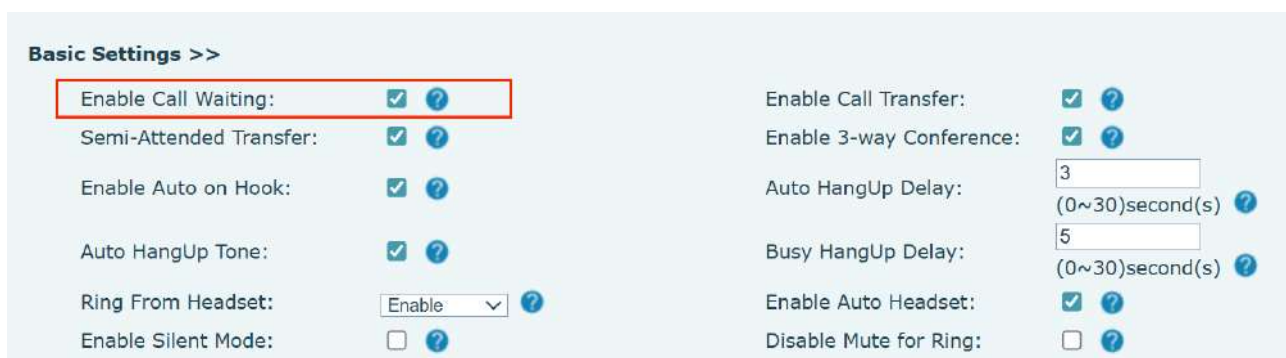 Basic Settings >>
Enable Call Waiting: ? Enable Call Transfer: ?
Semi-Attended Transfer: ? Enable 3-way Conference: ?
Enable Auto on Hook: ? Auto HangUp Delay: 3
(0~30)second(s) ?
Auto HangUp Tone: ? Busy HangUp Delay: 5
(0~30)second(s) ?
Ring From Headset: Enable ? Enable Auto Headset: ?
Enable Silent Mode: ? Disable Mute for Ring: ?